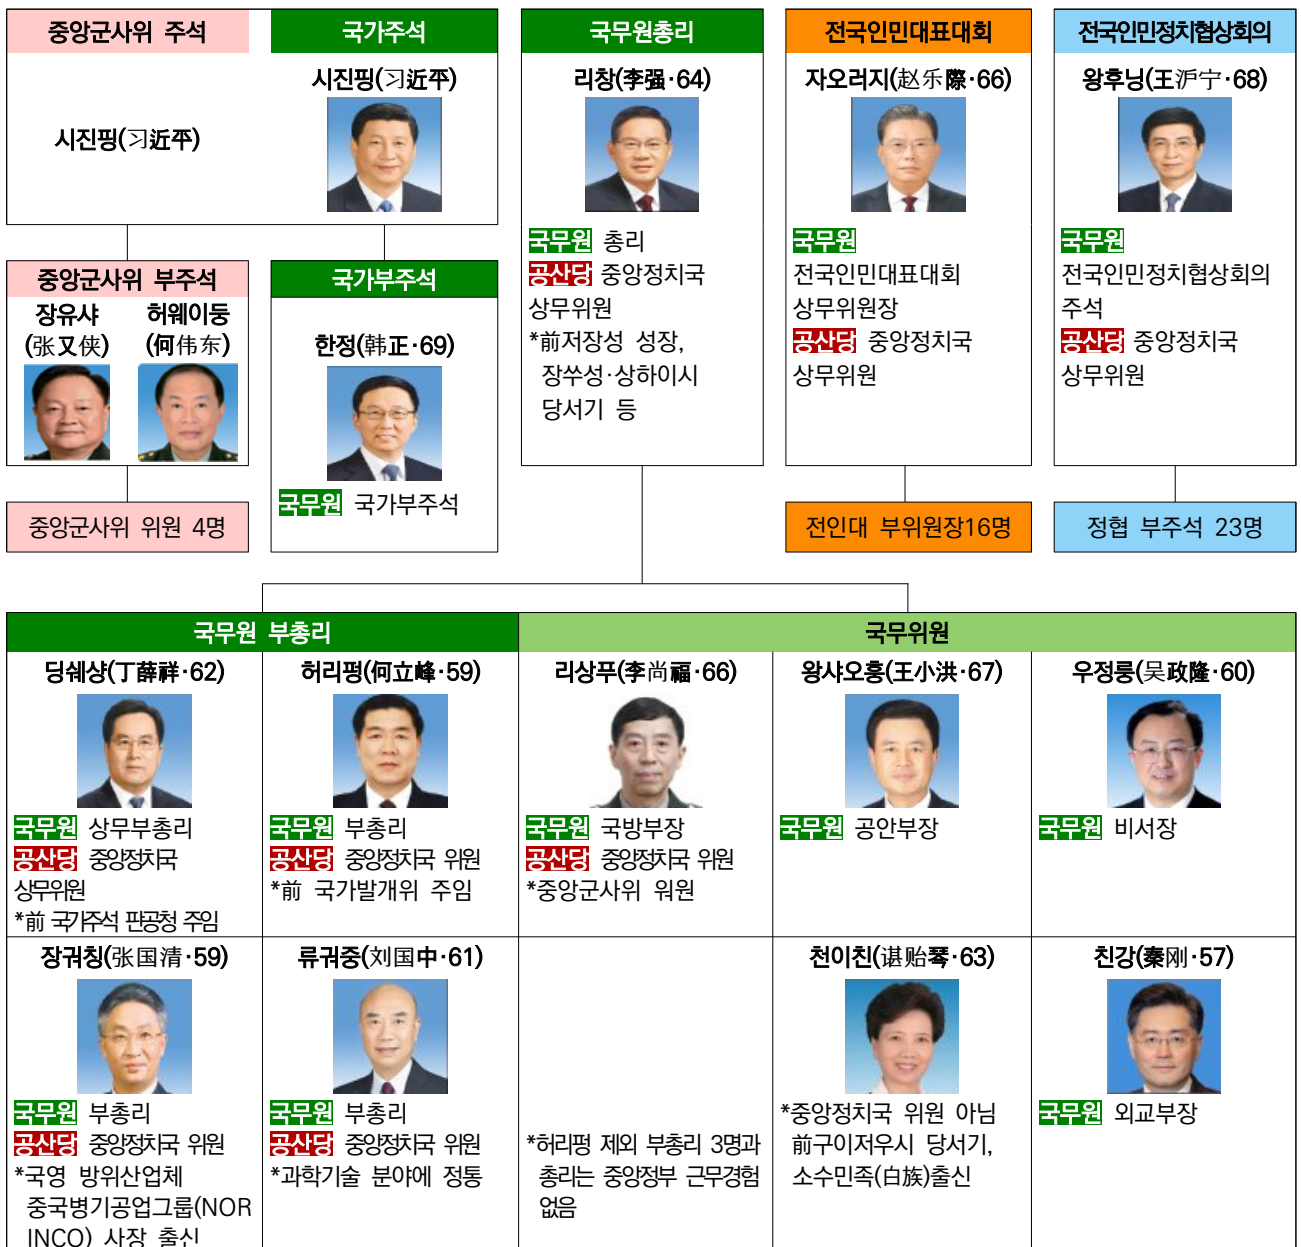 중앙군사위 주석
시진핑(习近平)
국가주석
시진핑(习近平)
국무원총리
리창(李强·64)
국무원 총리
공산당 중앙정치국
상무위원
*前저장성 성장,
장쑤성·상하이시
당서기 등
전국인민대표대회
자오러지(赵乐際·66)
국무원
전국인민대표대회
상무위원장
공산당 중앙정치국
상무위원
전국인민정치협상회의
왕후닝(王沪宁·68)
국무원
전국인민정치협상회의
주석
공산당 중앙정치국
상무위원
중앙군사위 부주석
장유샤
(张又侠)
허웨이둥
(何伟东)
국가부주석
한정(韩正·69)
국무원 국가부주석
중앙군사위 위원 4명
전인대 부위원장16명
정협 부주석 23명
국무원 부총리
국무위원
딩쉐샹(丁薛祥·62)
국무원 상무부총리
공산당 중앙정치국
상무위원
*前 국가주석 판공청 주임
허리펑(何立峰·59)
국무원 부총리
공산당 중앙정치국 위원
*前 국가발개위 주임
리상푸(李尚福·66)
국무원 국방부장
공산당 중앙정치국 위원
*중앙군사위 워원
왕샤오훙(王小洪·67)
국무원 공안부장
우정룽(吴政隆·60)
국무원 비서장
장궈칭(张国清·59)
국무원 부총리
공산당 중앙정치국 위원
*국영 방위산업체
중국병기공업그룹(NOR
INCO) 사장 출신
류궈중(刘国中·61)
국무원 부총리
공산당 중앙정치국 위원
*과학기술 분야에 정통
*허리펑 제외 부총리 3명과
총리는 중앙정부 근무경험
없음
천이친(谌贻琴·63)
*중앙정치국 위원 아님
前구이저우시 당서기,
소수민족(白族)출신
친강(秦刚·57)
국무원 외교부장